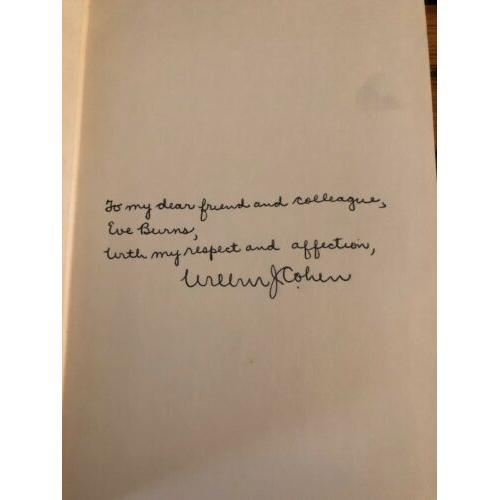 To my dear friend and colleague,
Eve Burns,
With my respect and affection,
Wilbur J Cohen